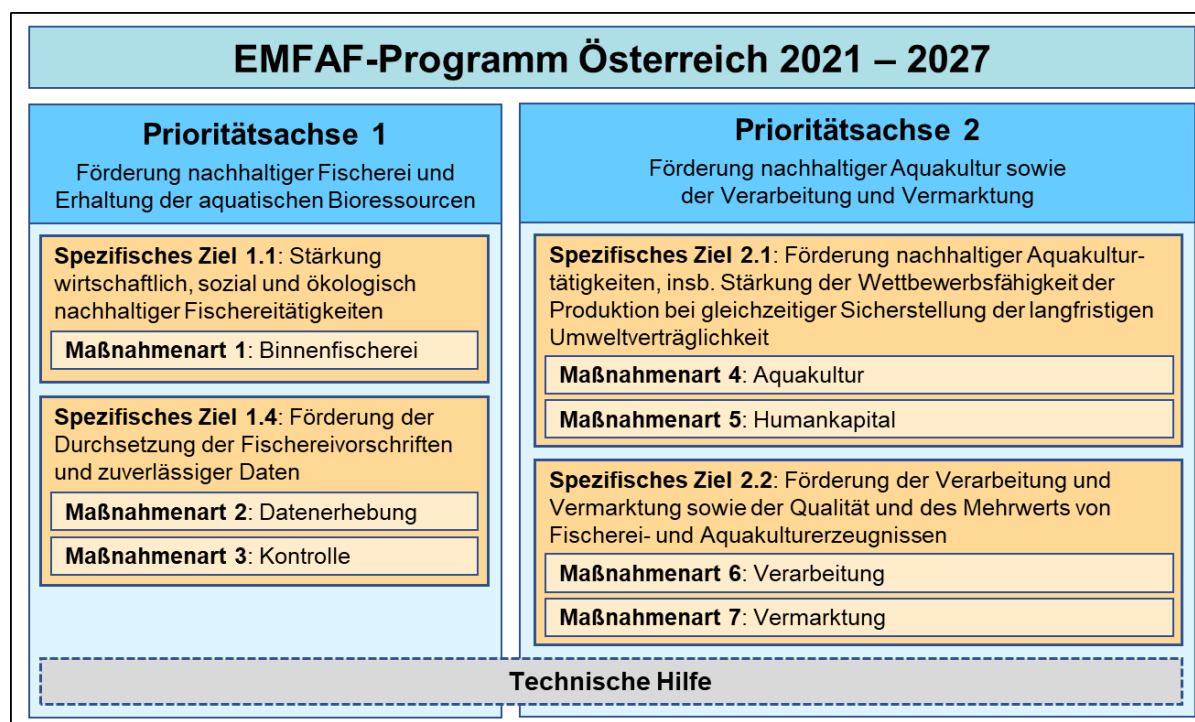 EMFAF-Programm Österreich 2021 – 2027
Prioritätsachse 1
Förderung nachhaltiger Fischerei und
Erhaltung der aquatischen Bioressourcen
Spezifisches Ziel 1.1: Stärkung
wirtschaftlich, sozial und ökologisch
nachhaltiger Fischereitätigkeiten
Maßnahmenart 1: Binnenfischerei
Spezifisches Ziel 1.4: Förderung der
Durchsetzung der Fischereivorschriften
und zuverlässiger Daten
Maßnahmenart 2: Datenerhebung
Maßnahmenart 3: Kontrolle
Prioritätsachse 2
Förderung nachhaltiger Aquakultur sowie
der Verarbeitung und Vermarktung
Spezifisches Ziel 2.1: Förderung nachhaltiger Aquakultur-
tätigkeiten, insb. Stärkung der Wettbewerbsfähigkeit der
Produktion bei gleichzeitiger Sicherstellung der langfristigen
Umweltverträglichkeit
Maßnahmenart 4: Aquakultur
Maßnahmenart 5: Humankapital
Spezifisches Ziel 2.2: Förderung der Verarbeitung und
Vermarktung sowie der Qualität und des Mehrwerts von
Fischerei- und Aquakulturerzeugnissen
Maßnahmenart 6: Verarbeitung
Maßnahmenart 7: Vermarktung
Technische Hilfe